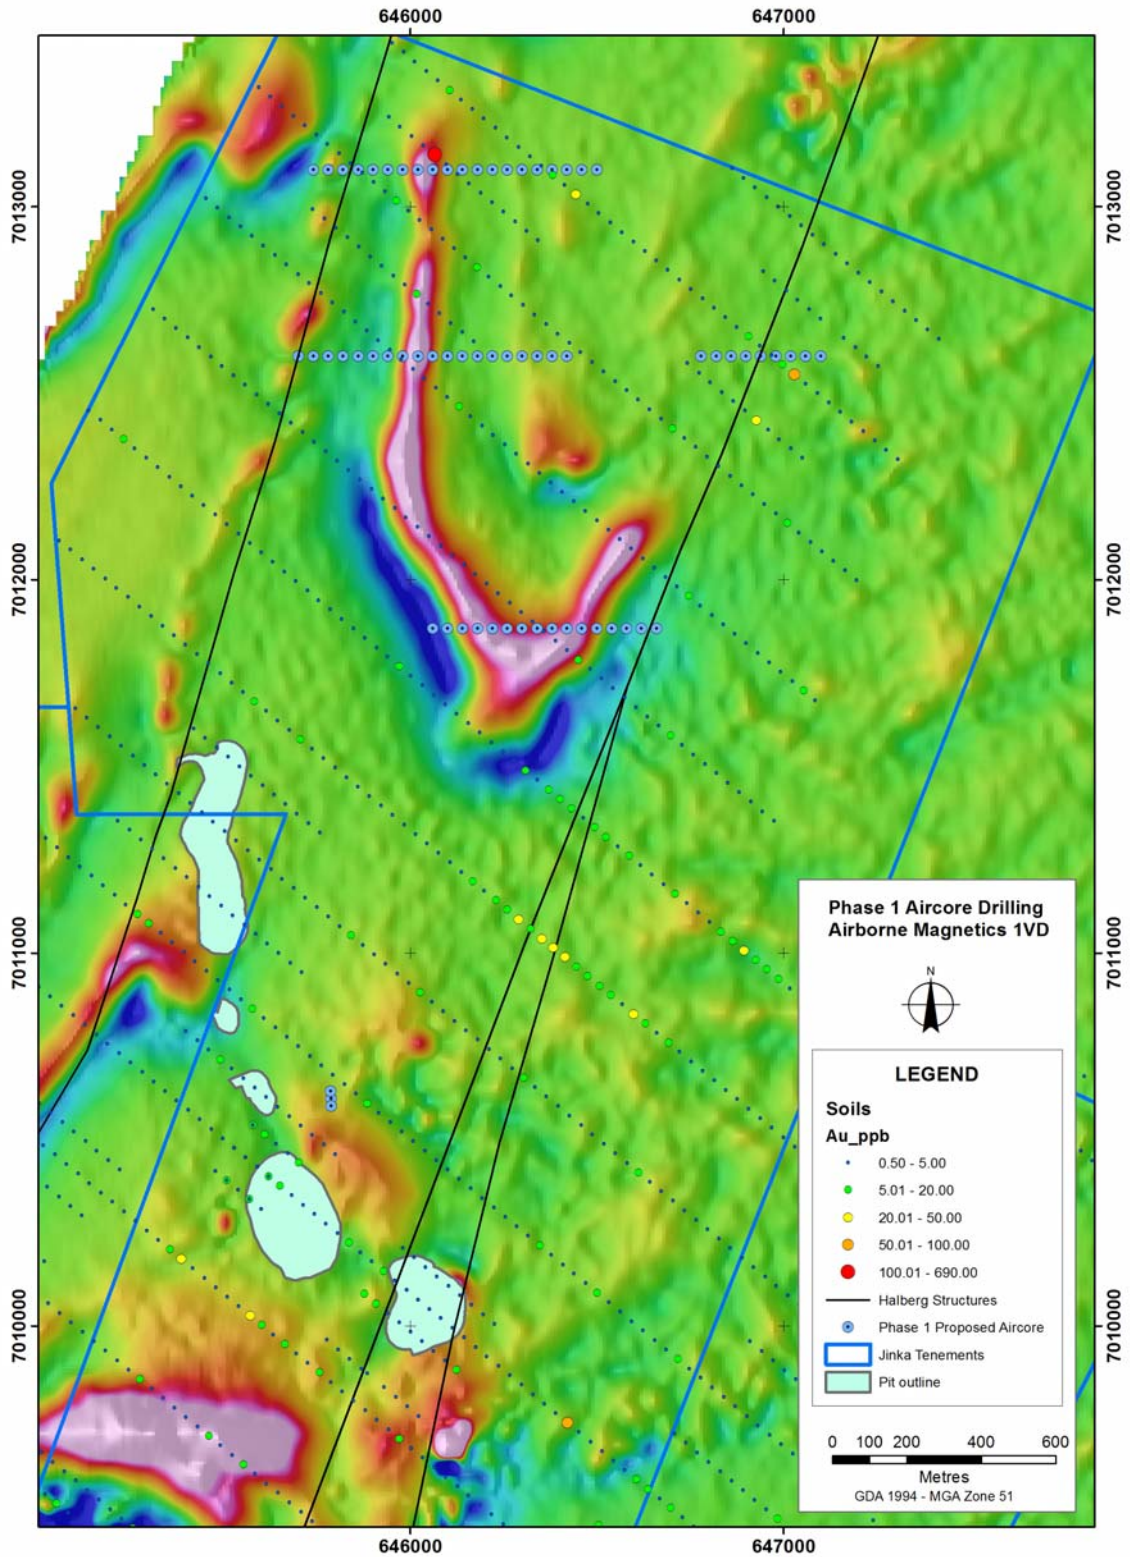 646000
647000
7013000
7013000
7012000
7012000
7011000
7011000
7010000
7010000
Phase 1 Aircore Drilling
Airborne Magnetics 1VD
N
LEGEND
Soils
Au_ppb
0.50 - 5.00
5.01 - 20.00
20.01 - 50.00
50.01 - 100.00
100.01 - 690.00
Halberg Structures
Phase 1 Proposed Aircore
Jinka Tenements
Pit outline
0 100 200 400 600
Metres
GDA 1994 - MGA Zone 51
646000
647000